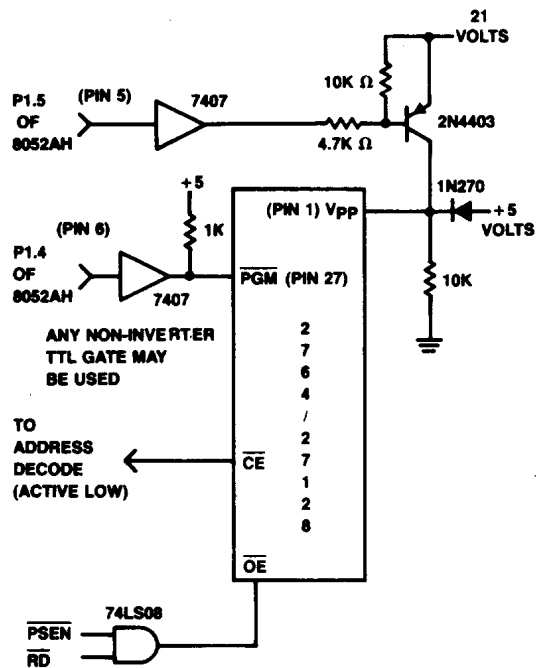 21
VOLTS
10K Ω
P1.5
OF
8052AH
(PIN 5)
7407
4.7K Ω
2N4403
1N270
+5
VOLTS
+5
1K
(PIN 1) VPP
P1.4
OF
8052AH
(PIN 6)
7407
PGM (PIN 27)
10K
ANY NON-INVERTER
TTL GATE MAY
BE USED
2
7
6
4
/
2
7
1
2
8
TO
ADDRESS
DECODE
(ACTIVE LOW)
CE
OE
74LS08
PSEN
RD